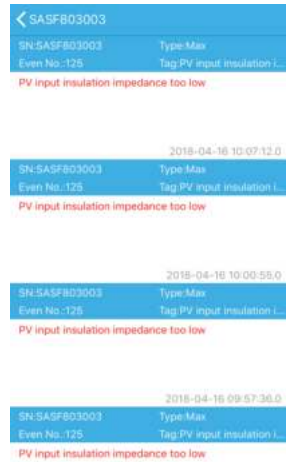 SASF803003
SN:SASF803003 Type:Max
Even No.:125 Tag:PV input insulation i...
PV input insulation impedance too low
2018-04-16 10:07:12.0
SN:SASF803003 Type:Max
Even No.:125 Tag:PV input insulation i...
PV input insulation impedance too low
2018-04-16 10:00:55.0
SN:SASF803003 Type:Max
Even No.:125 Tag:PV input insulation i...
PV input insulation impedance too low
2018-04-16 09:57:36.0
SN:SASF803003 Type:Max
Even No.:125 Tag:PV input insulation i...
PV input insulation impedance too low